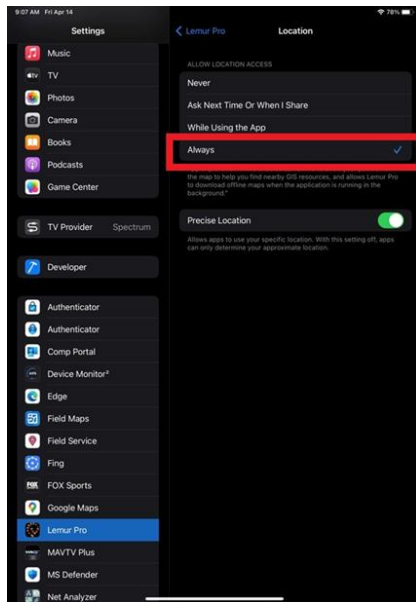 9:07 AM Fri Apr 14
78%
Settings
Music
TV
Photos
Camera
Books
Podcasts
Game Center
TV Provider Spectrum
Developer
Authenticator
Authenticator
Comp Portal
Device Monitor²
Edge
Field Maps
Field Service
Fing
FOX Sports
Google Maps
Lemur Pro
MAVTV Plus
MS Defender
Net Analyzer
Lemur Pro
Location
ALLOW LOCATION ACCESS
Never
Ask Next Time Or When I Share
While Using the App
Always
the map to help you find nearby GIS resources, and allows Lemur Pro
to download offline maps when the application is running in the
background."
Precise Location
Allows apps to use your specific location. With this setting off, apps
can only determine your approximate location.